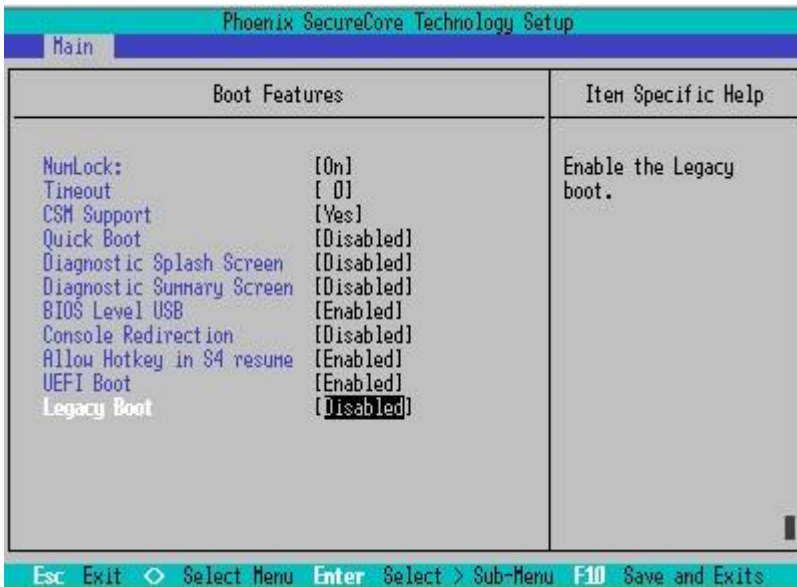 Phoenix SecureCore Technology Setup
Main
Boot Features
Item Specific Help
NumLock: [On]
Timeout [ 0]
CSM Support [Yes]
Quick Boot [Disabled]
Diagnostic Splash Screen [Disabled]
Diagnostic Summary Screen [Disabled]
BIOS Level USB [Enabled]
Console Redirection [Disabled]
Allow Hotkey in S4 resume [Enabled]
UEFI Boot [Enabled]
Legacy Boot [Disabled]
Enable the Legacy
boot.
Esc Exit ◇ Select Menu Enter Select > Sub-Menu F10 Save and Exits